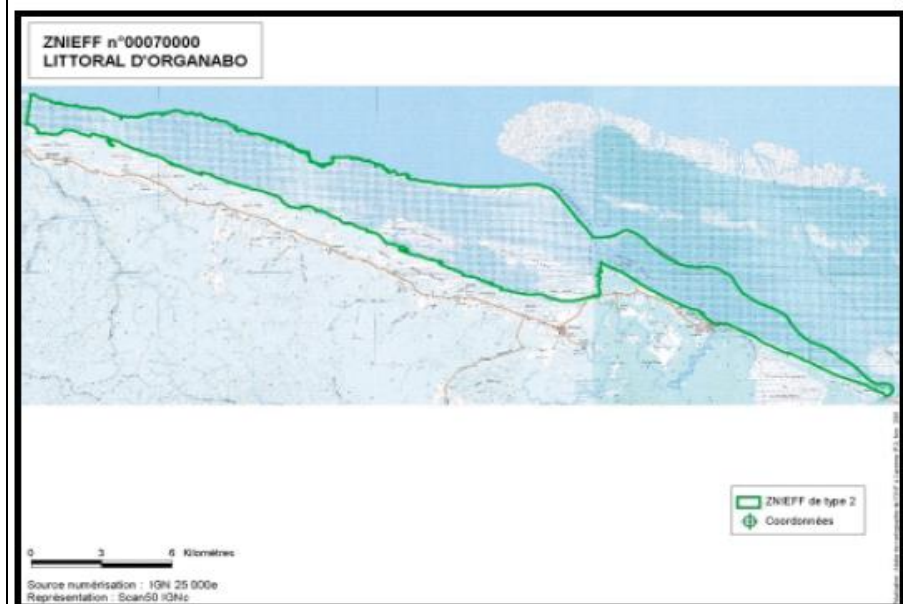 ZNIEFF n°00070000
LITTORAL D'ORGANABO
ZNIEFF de type 2
Coordonnées
0 3 6 Kilomètres
Source numérisation : IGN 25 000e
Représentation : Scan50 IGNc